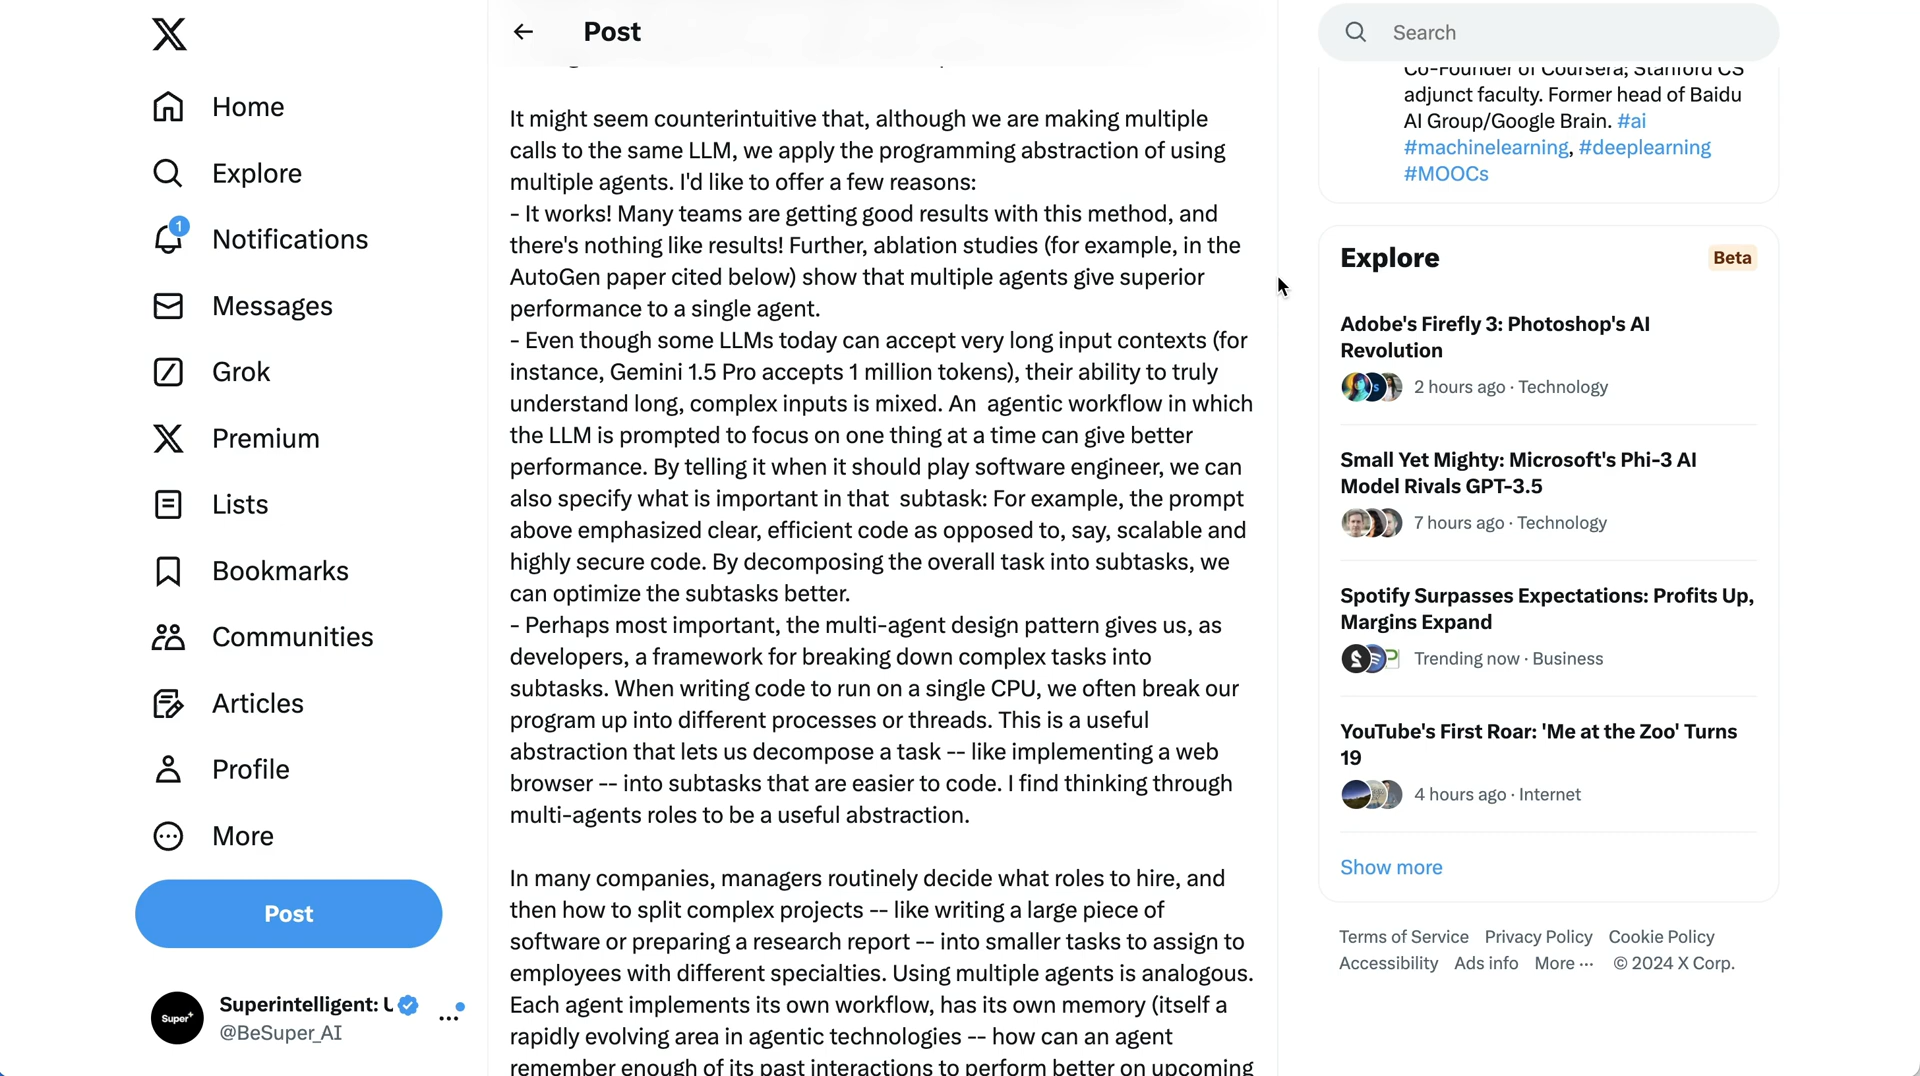 Home
Explore
1
Notifications
Messages
Grok
Premium
Lists
Bookmarks
Communities
Articles
Profile
More
Post
Super+
Superintelligent: U
@BeSuper_AI
Post
It might seem counterintuitive that, although we are making multiple
calls to the same LLM, we apply the programming abstraction of using
multiple agents. I'd like to offer a few reasons:
- It works! Many teams are getting good results with this method, and
there's nothing like results! Further, ablation studies (for example, in the
AutoGen paper cited below) show that multiple agents give superior
performance to a single agent.
- Even though some LLMs today can accept very long input contexts (for
instance, Gemini 1.5 Pro accepts 1 million tokens), their ability to truly
understand long, complex inputs is mixed. An  agentic workflow in which
the LLM is prompted to focus on one thing at a time can give better
performance. By telling it when it should play software engineer, we can
also specify what is important in that  subtask: For example, the prompt
above emphasized clear, efficient code as opposed to, say, scalable and
highly secure code. By decomposing the overall task into subtasks, we
can optimize the subtasks better.
- Perhaps most important, the multi-agent design pattern gives us, as
developers, a framework for breaking down complex tasks into
subtasks. When writing code to run on a single CPU, we often break our
program up into different processes or threads. This is a useful
abstraction that lets us decompose a task -- like implementing a web
browser -- into subtasks that are easier to code. I find thinking through
multi-agents roles to be a useful abstraction.
In many companies, managers routinely decide what roles to hire, and
then how to split complex projects -- like writing a large piece of
software or preparing a research report -- into smaller tasks to assign to
employees with different specialties. Using multiple agents is analogous.
Each agent implements its own workflow, has its own memory (itself a
rapidly evolving area in agentic technologies -- how can an agent
remember enough of its past interactions to perform better on upcoming
Search
Co-Founder of Coursera; Stanford CS
adjunct faculty. Former head of Baidu
AI Group/Google Brain. #ai
#machinelearning, #deeplearning
#MOOCs
Explore
Beta
Adobe's Firefly 3: Photoshop's AI
Revolution
2 hours ago · Technology
Small Yet Mighty: Microsoft's Phi-3 AI
Model Rivals GPT-3.5
7 hours ago · Technology
Spotify Surpasses Expectations: Profits Up,
Margins Expand
Trending now · Business
YouTube's First Roar: 'Me at the Zoo' Turns
19
4 hours ago · Internet
Show more
Terms of Service Privacy Policy Cookie Policy
Accessibility Ads info More ··· © 2024 X Corp.